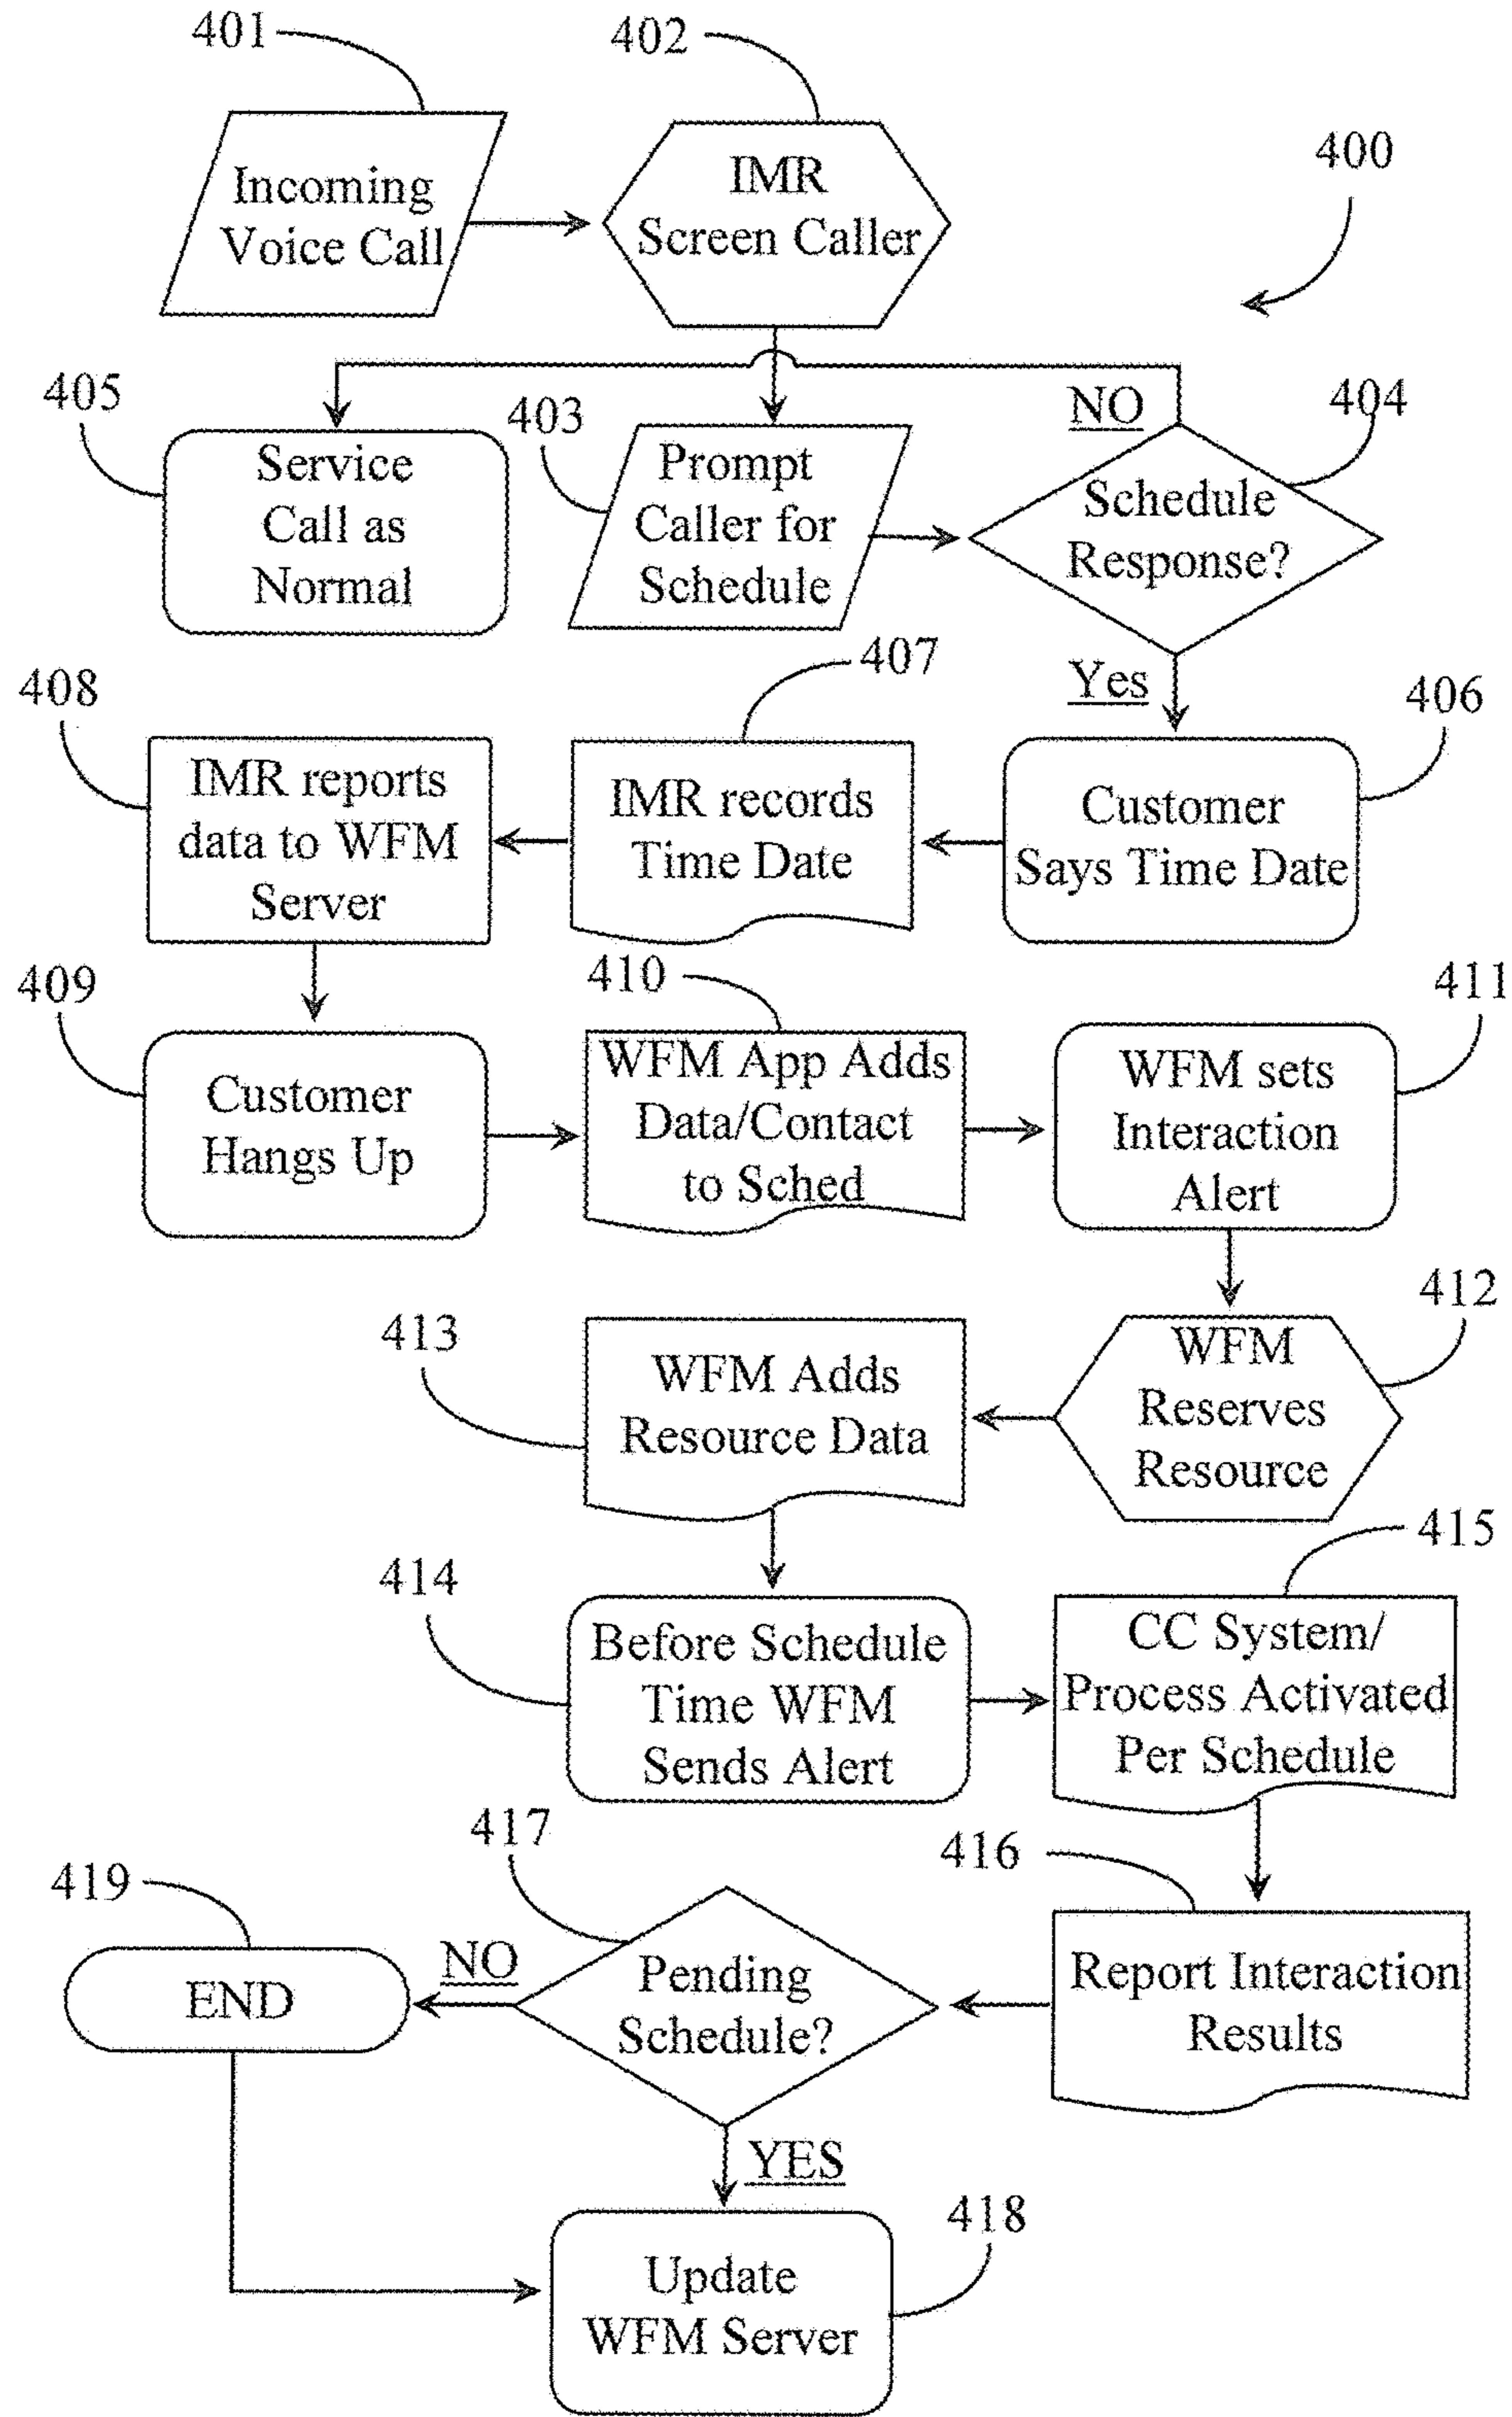 401
402
400
Incoming
Voice Call
IMR
Screen Caller
405
403
NO
404
Service
Call as
Normal
Prompt
Caller for
Schedule
Schedule
Response?
Yes
408
407
406
IMR reports
data to WFM
Server
IMR records
Time Date
Customer
Says Time Date
409
410
411
Customer
Hangs Up
WFM App Adds
Data/Contact
to Sched
WFM sets
Interaction
Alert
413
412
WFM Adds
Resource Data
WFM
Reserves
Resource
414
415
Before Schedule
Time WFM
Sends Alert
CC System/
Process Activated
Per Schedule
419
417
416
END
NO
Pending
Schedule?
Report Interaction
Results
YES
418
Update
WFM Server